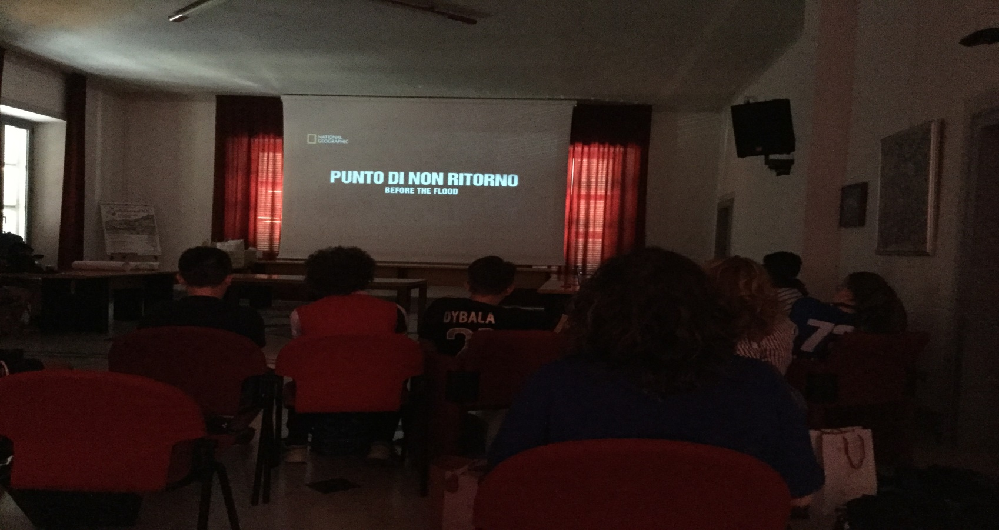 NATIONAL
GEOGRAPHIC
PUNTO DI NON RITORNO
BEFORE THE FLOOD
DYBALA